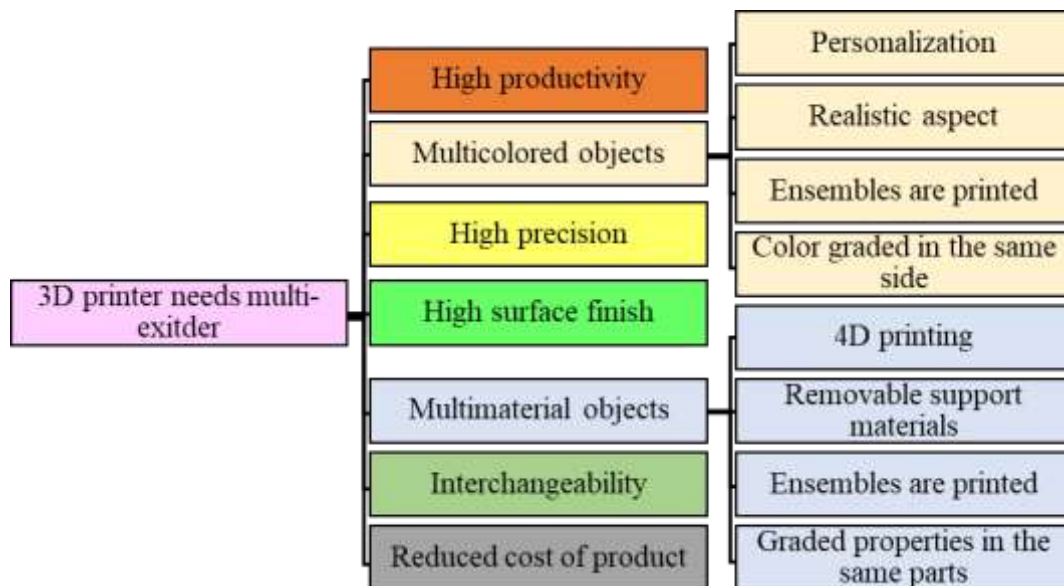 3D printer needs multi-
exitder
High productivity
Multicolored objects
High precision
High surface finish
Multimaterial objects
Interchangeability
Reduced cost of product
Personalization
Realistic aspect
Ensembles are printed
Color graded in the same
side
4D printing
Removable support
materials
Ensembles are printed
Graded properties in the
same parts